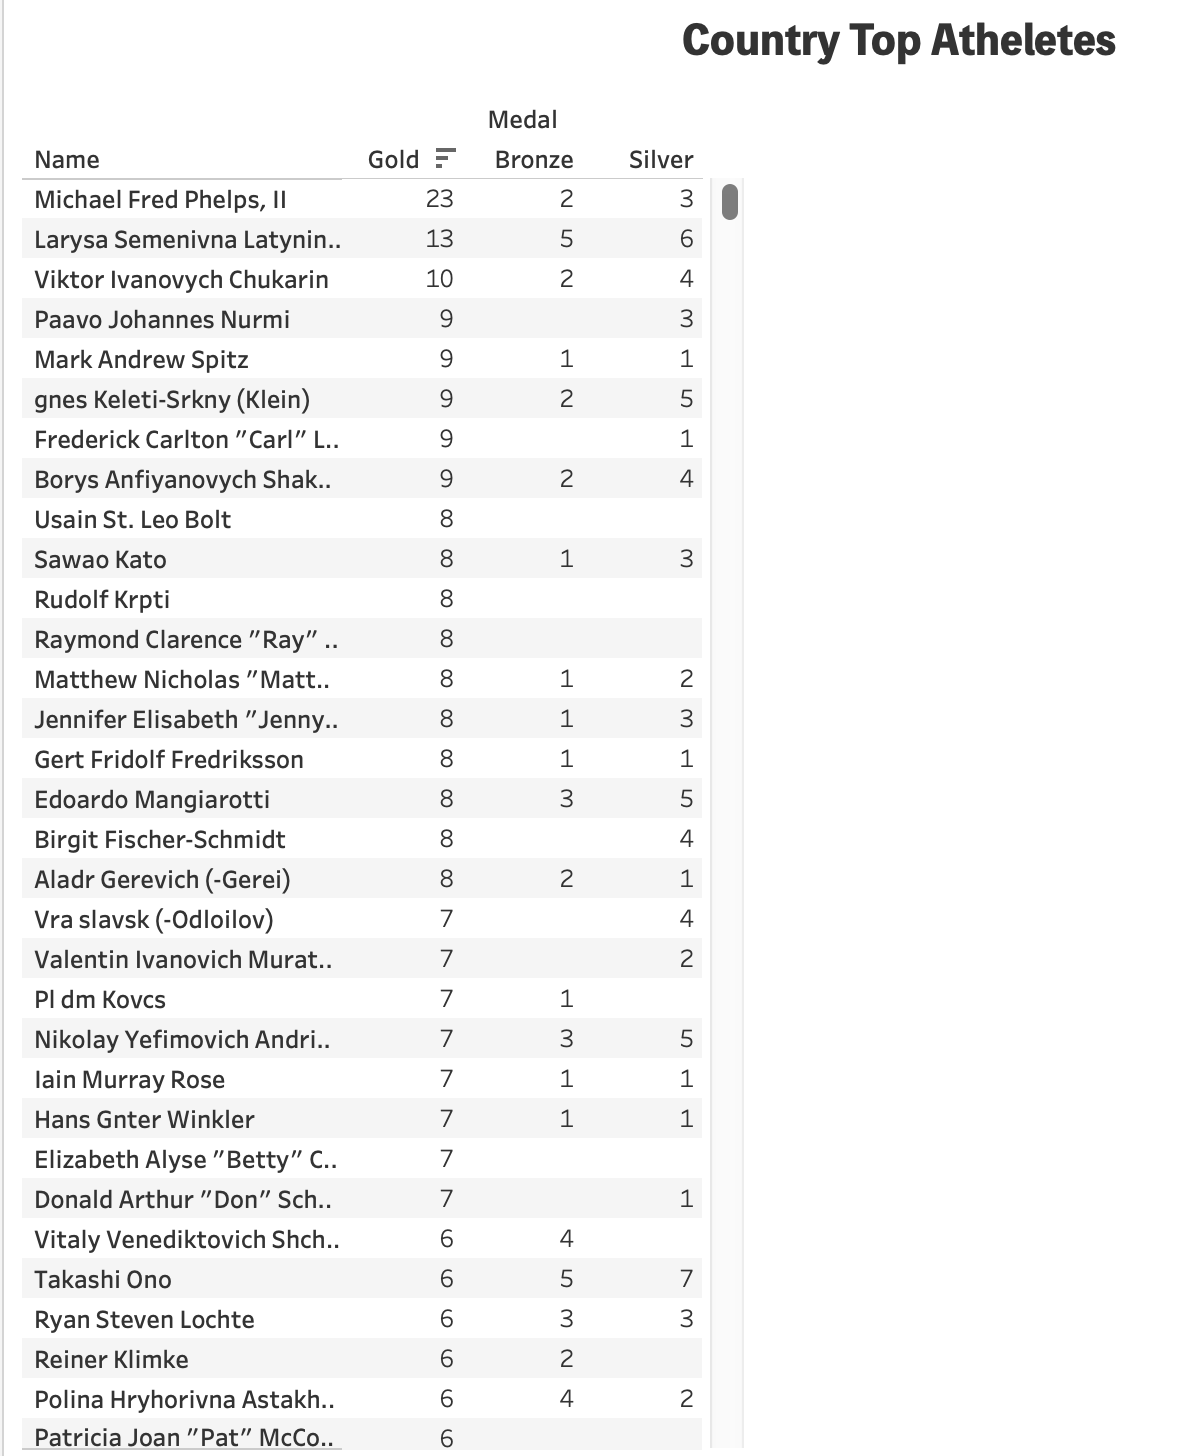 Country Top Atheletes
Medal
Name Gold Bronze Silver
Michael Fred Phelps, II 23 2 3
Larysa Semenivna Latynin.. 13 5 6
Viktor Ivanovych Chukarin 10 2 4
Paavo Johannes Nurmi 9 3
Mark Andrew Spitz 9 1 1
gnes Keleti-Srkny (Klein) 9 2 5
Frederick Carlton "Carl" L.. 9 1
Borys Anfiyanovych Shak.. 9 2 4
Usain St. Leo Bolt 8
Sawao Kato 8 1 3
Rudolf Krpti 8
Raymond Clarence "Ray" .. 8
Matthew Nicholas "Matt.. 8 1 2
Jennifer Elisabeth "Jenny.. 8 1 3
Gert Fridolf Fredriksson 8 1 1
Edoardo Mangiarotti 8 3 5
Birgit Fischer-Schmidt 8 4
Aladr Gerevich (-Gerei) 8 2 1
Vra slavsk (-Odloilov) 7 4
Valentin Ivanovich Murat.. 7 2
Pl dm Kovcs 7 1
Nikolay Yefimovich Andri.. 7 3 5
Iain Murray Rose 7 1 1
Hans Gnter Winkler 7 1 1
Elizabeth Alyse "Betty" C.. 7
Donald Arthur "Don" Sch.. 7 1
Vitaly Venediktovich Shch.. 6 4
Takashi Ono 6 5 7
Ryan Steven Lochte 6 3 3
Reiner Klimke 6 2
Polina Hryhorivna Astakh.. 6 4 2
Patricia Joan "Pat" McCo.. 6